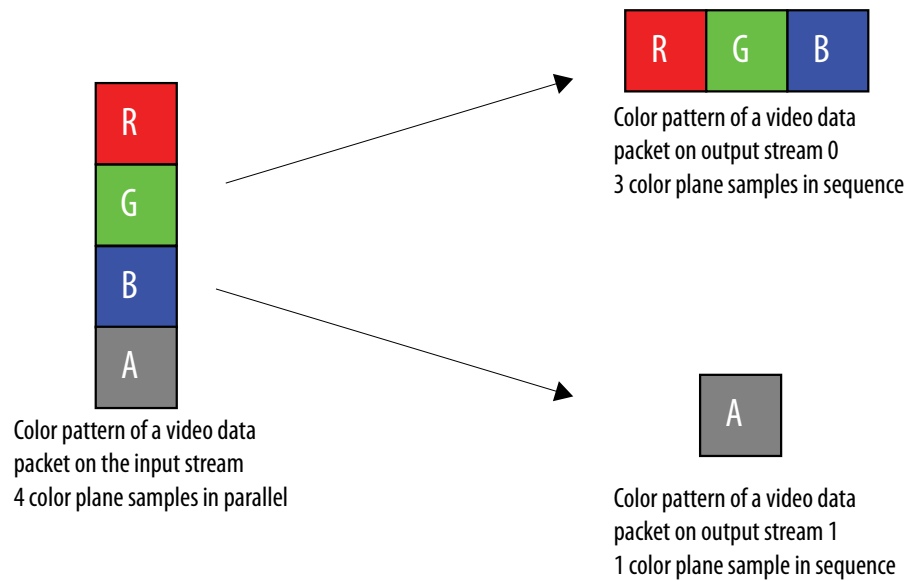 R
G
B
A
Color pattern of a video data
packet on the input stream
4 color plane samples in parallel
R G B
Color pattern of a video data
packet on output stream 0
3 color plane samples in sequence
A
Color pattern of a video data
packet on output stream 1
1 color plane sample in sequence